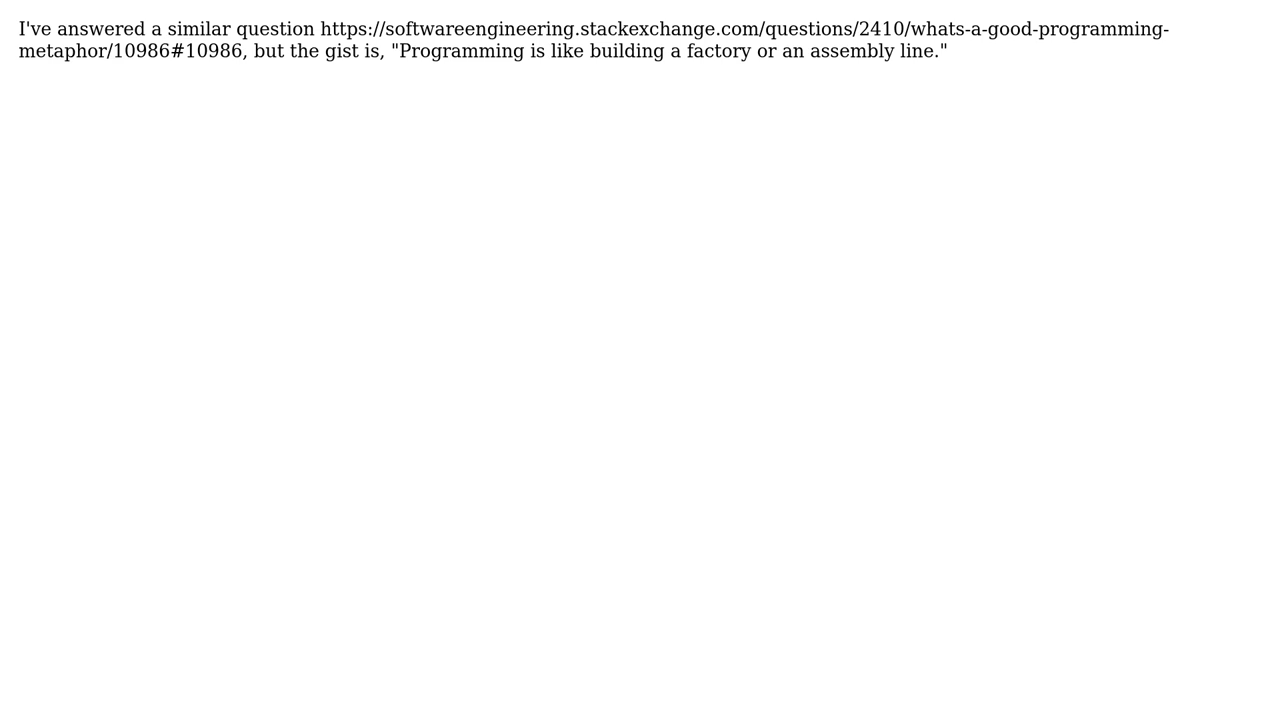 I've answered a similar question https://softwareengineering.stackexchange.com/questions/2410/whats-a-good-programming-
metaphor/10986#10986, but the gist is, "Programming is like building a factory or an assembly line."